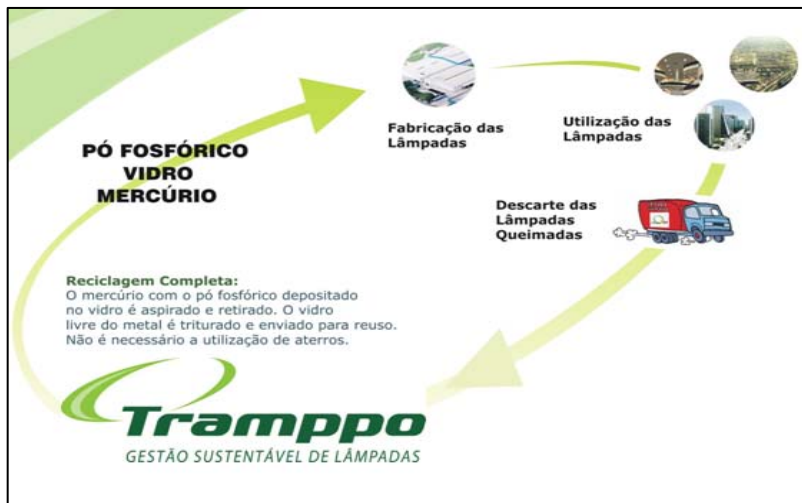 Fabricação das
Lâmpadas
Utilização das
Lâmpadas
PÓ FOSFÓRICO
VIDRO
MERCÚRIO
Descarte das
Lâmpadas
Queimadas
Reciclagem Completa:
O mercúrio com o pó fosfórico depositado
no vidro é aspirado e retirado. O vidro
livre do metal é triturado e enviado para reuso.
Não é necessário a utilização de aterros.
Tramppo
GESTÃO SUSTENTÁVEL DE LÂMPADAS